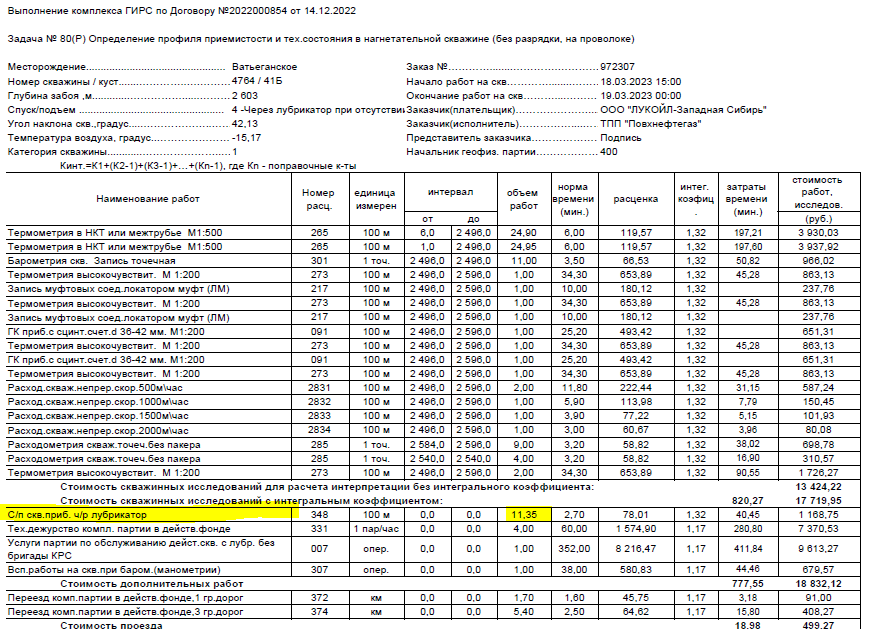 Выполнение комплекса ГИРС по Договору №2022000854 от 14.12.2022
Задача № 80(Р) Определение профиля приемистости и тех.состояния в нагнетательной скважине (без разрядки, на проволоке)
Месторождение................................................ Ватьеганское Заказ №................................................ 972307
Номер скважины / куст...................................... 4764 / 41Б Начало работ на скв................................ 18.03.2023 15:00
Глубина забоя ,м................................................ 2 603 Окончание работ на скв........................... 19.03.2023 00:00
Спуск/подъем ................................................ 4 -Через лубрикатор при отсутствии Заказчик(плательщик)........................... ООО "ЛУКОЙЛ-Западная Сибирь"
Угол наклона скв.,градус................................... 42,13 Заказчик(исполнитель)........................... ТПП "Повхнефтегаз"
Температура воздуха, градус............................. -15,17 Представитель заказчика........................ Подпись
Категория скважины........................................... 1 Начальник геофиз. партии..................... 400
Кинт.=К1+(К2-1)+(К3-1)+...+(Кn-1), где Кn - поправочные к-ты
Наименование работ Номер расц. единица измерен интервал объем работ норма времени (мин.) расценка интег. коэфиц. затраты времени (мин.) стоимость работ, исследов.
от до (руб.)
Термометрия в НКТ или межтрубье М1:500 265 100 м 6,0 2 496,0 24,90 6,00 119,57 1,32 197,21 3 930,03
Термометрия в НКТ или межтрубье М1:500 265 100 м 1,0 2 496,0 24,95 6,00 119,57 1,32 197,60 3 937,92
Барометрия скв. Запись точечная 301 1 точ. 2 496,0 2 496,0 11,00 3,50 66,53 1,32 50,82 966,02
Термометрия высокочувствит. М 1:200 273 100 м 2 496,0 2 596,0 1,00 34,30 653,89 1,32 45,28 863,13
Запись муфтовых соед.локатором муфт (ЛМ) 217 100 м 2 496,0 2 596,0 1,00 10,00 180,12 1,32 237,76
Термометрия высокочувствит. М 1:200 273 100 м 2 496,0 2 596,0 1,00 34,30 653,89 1,32 45,28 863,13
Запись муфтовых соед.локатором муфт (ЛМ) 217 100 м 2 496,0 2 596,0 1,00 10,00 180,12 1,32 237,76
ГК приб.с сцинт.счет.d 36-42 мм. М1:200 091 100 м 2 496,0 2 596,0 1,00 25,20 493,42 1,32 651,31
Термометрия высокочувствит. М 1:200 273 100 м 2 496,0 2 596,0 1,00 34,30 653,89 1,32 45,28 863,13
ГК приб.с сцинт.счет.d 36-42 мм. М1:200 091 100 м 2 496,0 2 596,0 1,00 25,20 493,42 1,32 651,31
Термометрия высокочувствит. М 1:200 273 100 м 2 496,0 2 596,0 1,00 34,30 653,89 1,32 45,28 863,13
Расход.скваж.непрер.скор.500м\час 2831 100 м 2 496,0 2 596,0 2,00 11,80 222,44 1,32 31,15 587,24
Расход.скваж.непрер.скор.1000м\час 2832 100 м 2 496,0 2 596,0 1,00 5,90 113,98 1,32 7,79 150,45
Расход.скваж.непрер.скор.1500м\час 2833 100 м 2 496,0 2 596,0 1,00 3,90 77,22 1,32 5,15 101,93
Расход.скваж.непрер.скор.2000м\час 2834 100 м 2 496,0 2 596,0 1,00 3,00 60,67 1,32 3,96 80,08
Расходометрия скваж.точеч.без пакера 285 1 точ. 2 584,0 2 596,0 9,00 3,20 58,82 1,32 38,02 698,78
Расходометрия скваж.точеч.без пакера 285 1 точ. 2 540,0 2 540,0 4,00 3,20 58,82 1,32 16,90 310,57
Термометрия высокочувствит. М 1:200 273 100 м 2 496,0 2 596,0 2,00 34,30 653,89 1,32 90,55 1 726,27
Стоимость скважинных исследований для расчета интерпретации без интегрального коэффициента: 13 424,22
Стоимость скважинных исследований с интегральным коэффициентом: 820,27 17 719,95
С/п скв.приб. ч/р лубрикатор 348 100 м 0,0 0,0 11,35 2,70 78,01 1,32 40,45 1 168,75
Тех.дежурство компл. партии в действ.фонде 331 1 пар/час 0,0 0,0 4,00 60,00 1 574,90 1,17 280,80 7 370,53
Услуги партии по обслуживанию дейст.скв. с лубр. без
бригады КРС 007 опер. 0,0 0,0 1,00 352,00 8 216,47 1,17 411,84 9 613,27
Всп.работы на скв.при баром.(манометрии) 307 опер. 0,0 0,0 1,00 38,00 580,83 1,17 44,46 679,57
Стоимость дополнительных работ 777,55 18 832,12
Переезд комп.партии в действ.фонде,1 гр.дорог 372 км 0,0 0,0 1,70 1,60 45,75 1,17 3,18 91,00
Переезд комп.партии в действ.фонде,3 гр.дорог 374 км 0,0 0,0 5,40 2,50 64,62 1,17 15,80 408,27
Стоимость проезда 18,98 499,27